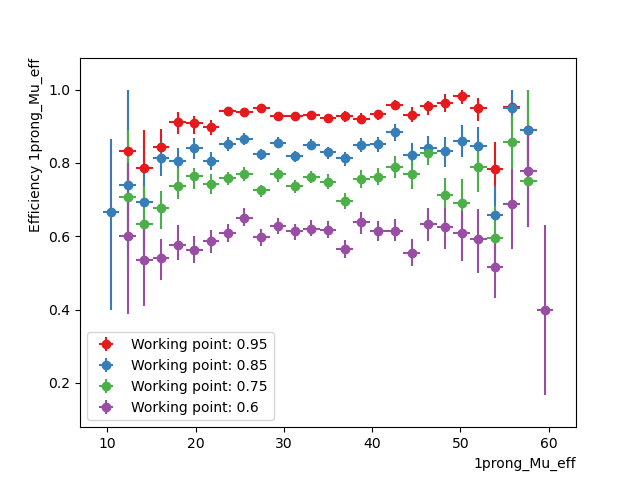 Efficiency 1prong_Mu_eff
1.0
0.8
0.6
0.4
0.2
Working point: 0.95
Working point: 0.85
Working point: 0.75
Working point: 0.6
10 20 30 40 50 60
1prong_Mu_eff